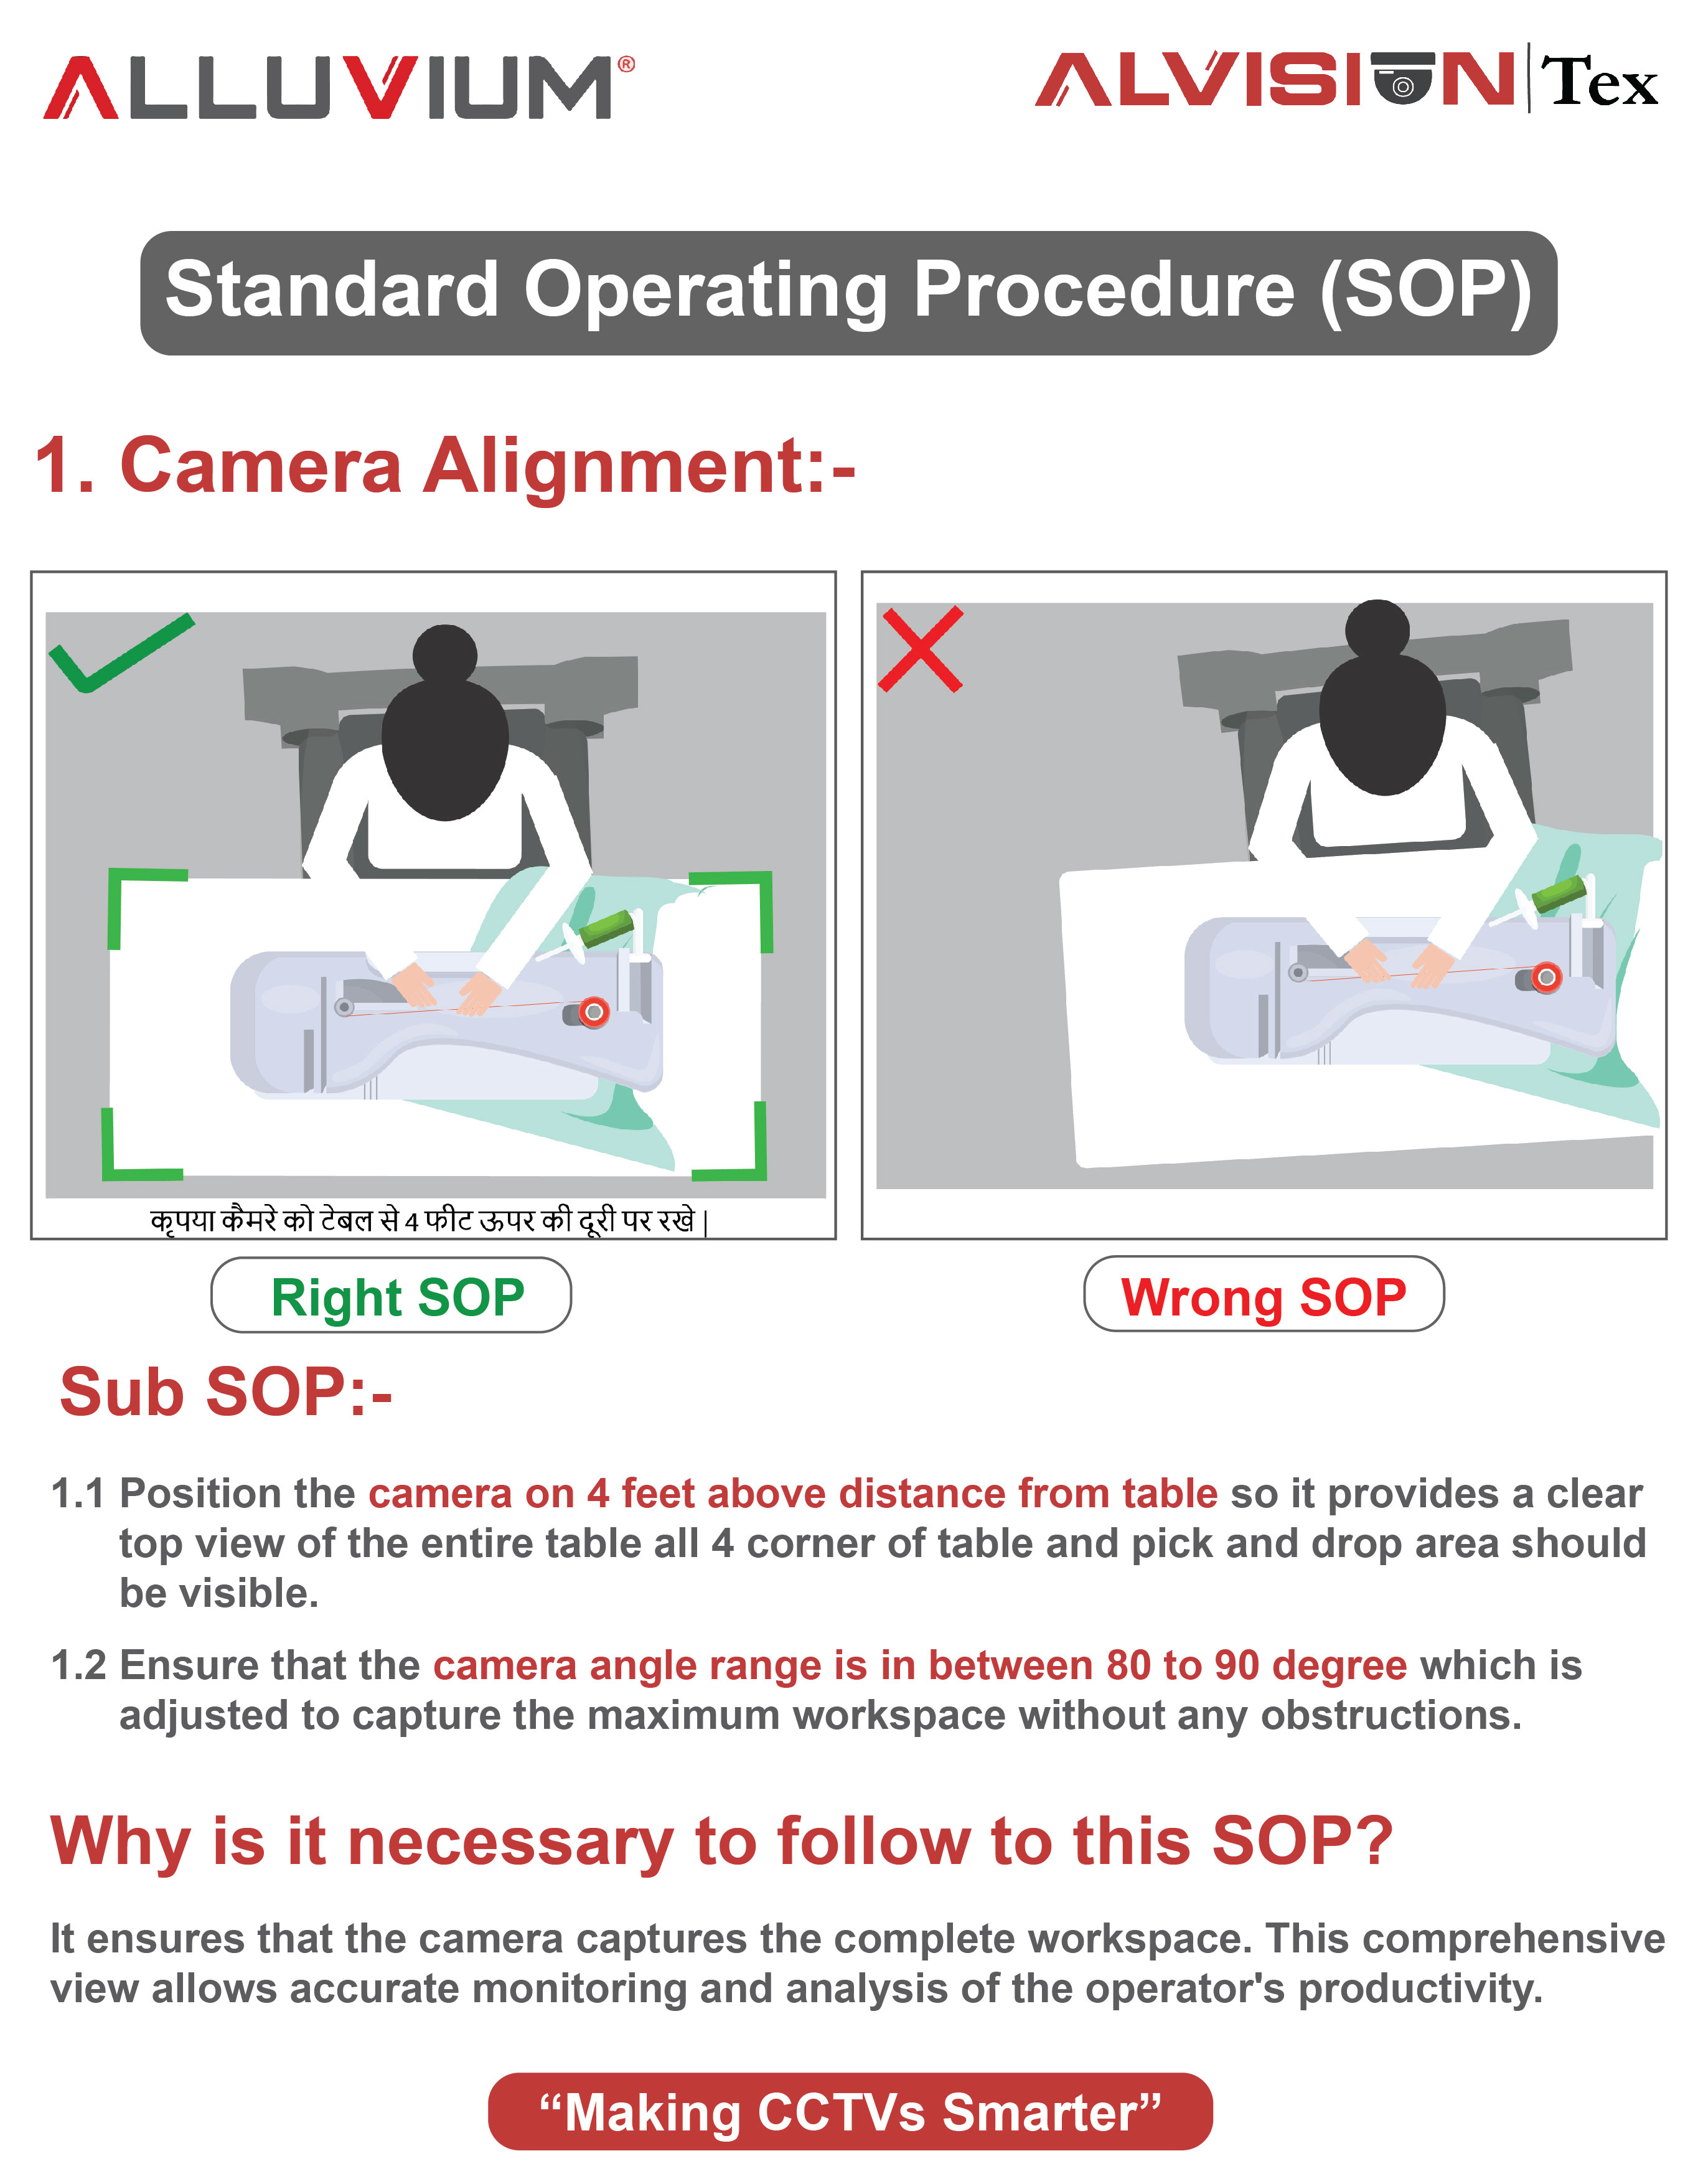 ALLUVIUM®
ALVISION Tex
Standard Operating Procedure (SOP)
1. Camera Alignment:-
कृपया कैमरे को टेबल से 4 फीट ऊपर की दूरी पर रखे |
Right SOP
Wrong SOP
Sub SOP:-
1.1 Position the camera on 4 feet above distance from table so it provides a clear
top view of the entire table all 4 corner of table and pick and drop area should
be visible.
1.2 Ensure that the camera angle range is in between 80 to 90 degree which is
adjusted to capture the maximum workspace without any obstructions.
Why is it necessary to follow to this SOP?
It ensures that the camera captures the complete workspace. This comprehensive
view allows accurate monitoring and analysis of the operator's productivity.
“Making CCTVs Smarter”